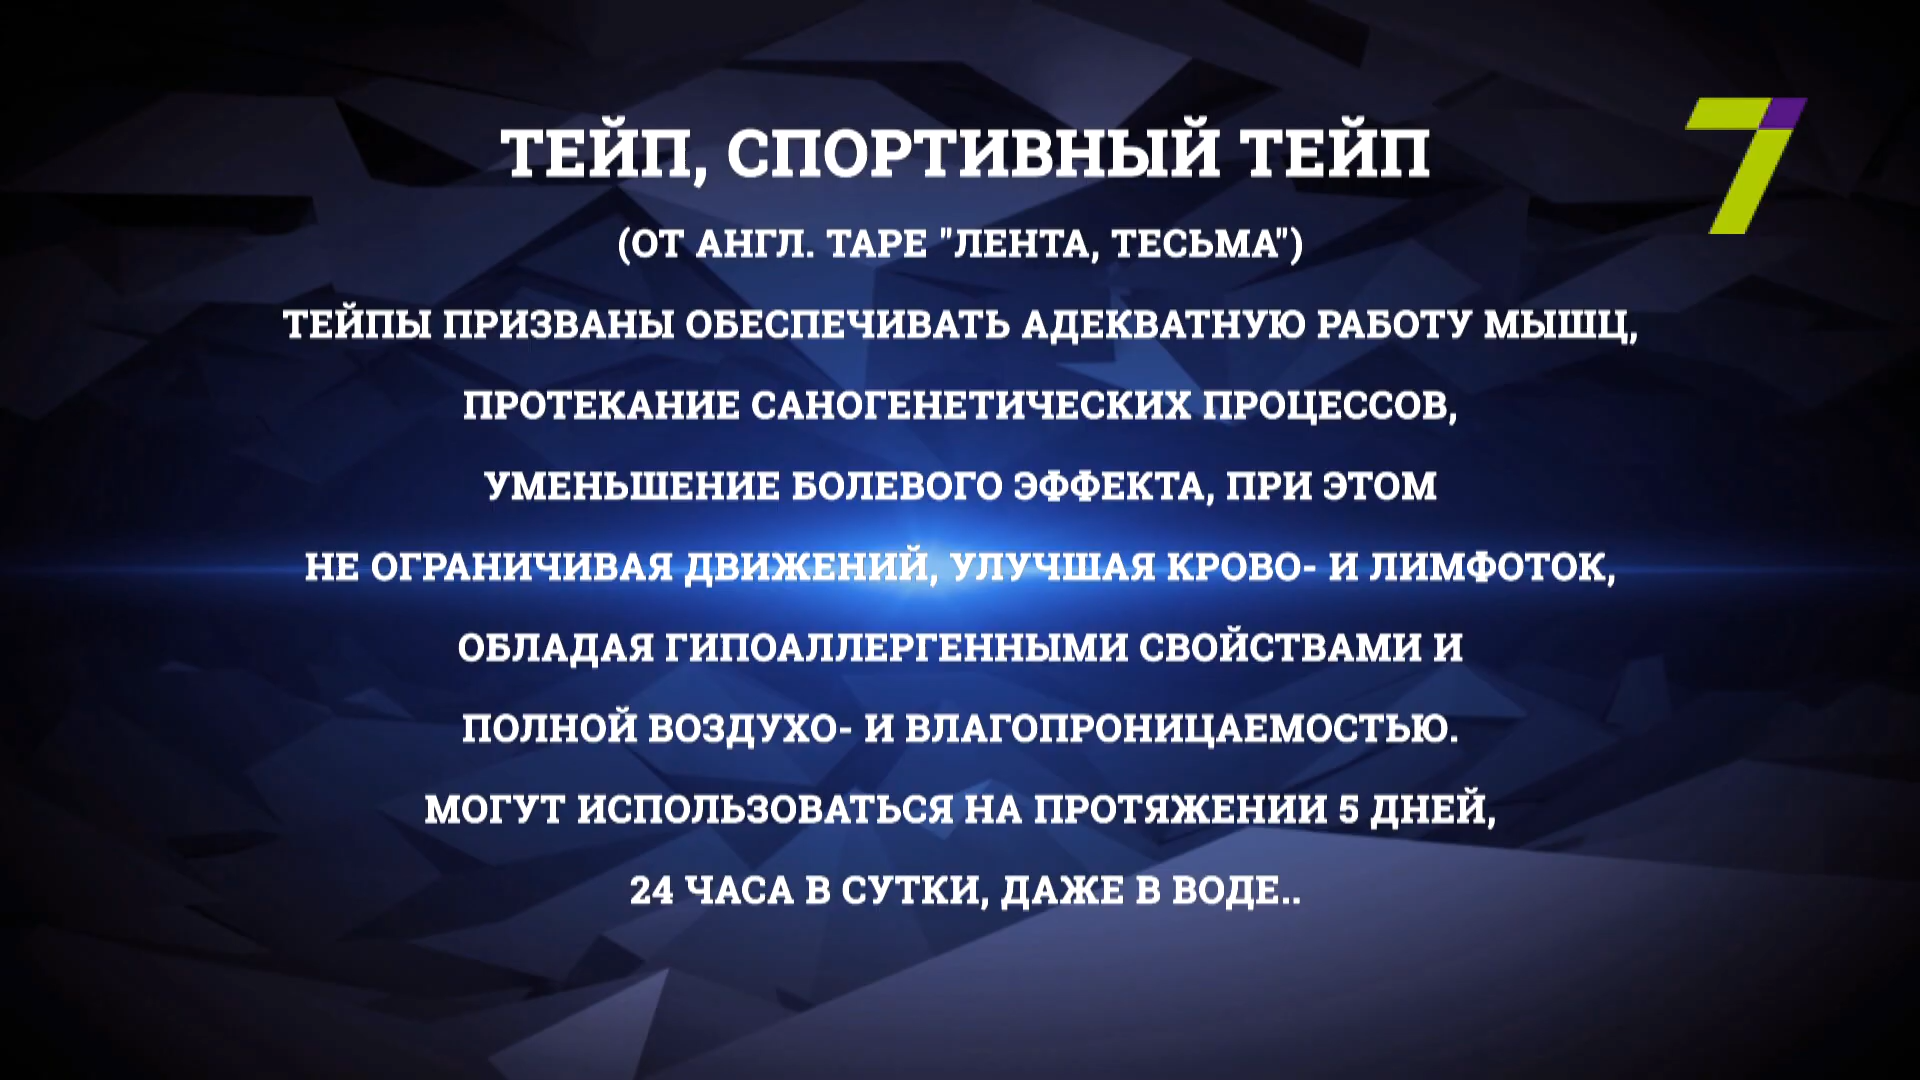 ТЕЙП, СПОРТИВНЫЙ ТЕЙП
7
(ОТ АНГЛ. TAPE "ЛЕНТА, ТЕСЬМА")
ТЕЙПЫ ПРИЗВАНЫ ОБЕСПЕЧИВАТЬ АДЕКВАТНУЮ РАБОТУ МЫШЦ,
ПРОТЕКАНИЕ САНОГЕНЕТИЧЕСКИХ ПРОЦЕССОВ,
УМЕНЬШЕНИЕ БОЛЕВОГО ЭФФЕКТА, ПРИ ЭТОМ
НЕ ОГРАНИЧИВАЯ ДВИЖЕНИЙ, УЛУЧШАЯ КРОВО- И ЛИМФОТОК,
ОБЛАДАЯ ГИПОАЛЛЕРГЕННЫМИ СВОЙСТВАМИ И
ПОЛНОЙ ВОЗДУХО- И ВЛАГОПРОНИЦАЕМОСТЬЮ.
МОГУТ ИСПОЛЬЗОВАТЬСЯ НА ПРОТЯЖЕНИИ 5 ДНЕЙ,
24 ЧАСА В СУТКИ, ДАЖЕ В ВОДЕ..